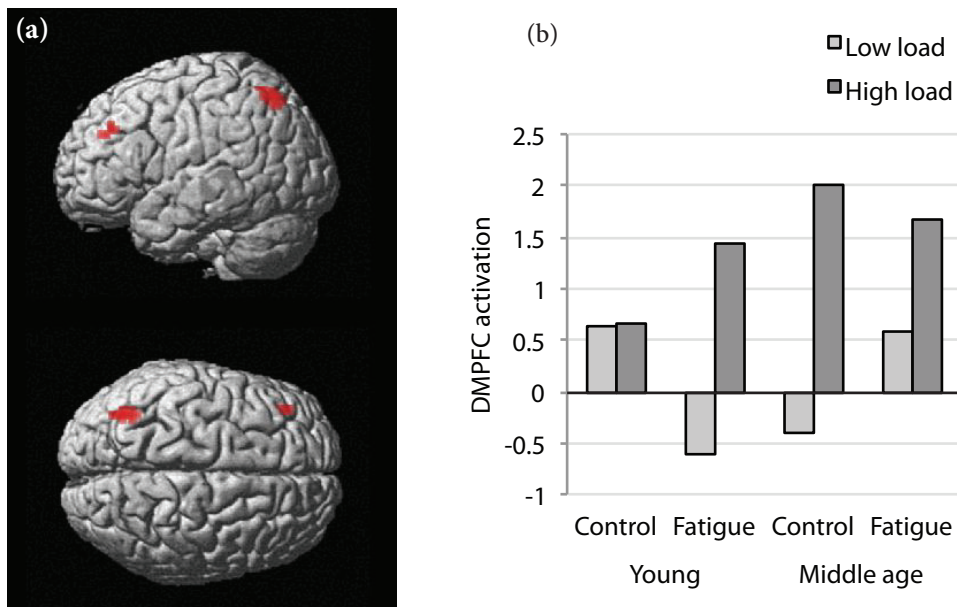 (a)
(b)
Low load
High load
DMPFC activation
2.5
2
1.5
1
0.5
0
-0.5
-1
Control Fatigue Control Fatigue
Young Middle age